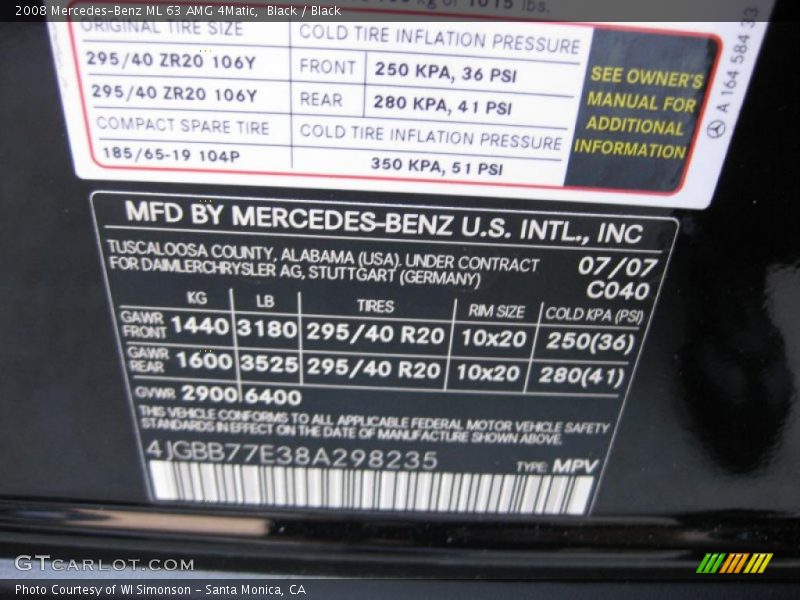 2008 Mercedes-Benz ML 63 AMG 4Matic, Black / Black
kg or 1015 lbs.
ORIGINAL TIRE SIZE
COLD TIRE INFLATION PRESSURE
295/40 ZR20 106Y
FRONT
250 KPA, 36 PSI
295/40 ZR20 106Y
REAR
280 KPA, 41 PSI
COMPACT SPARE TIRE
COLD TIRE INFLATION PRESSURE
185/65-19 104P
350 KPA, 51 PSI
SEE OWNER'S
MANUAL FOR
ADDITIONAL
INFORMATION
A 164 584 33
MFD BY MERCEDES-BENZ U.S. INTL., INC
TUSCALOOSA COUNTY, ALABAMA (USA). UNDER CONTRACT
FOR DAIMLERCHRYSLER AG, STUTTGART (GERMANY)
07/07
C040
KG LB TIRES RIM SIZE COLD KPA (PSI)
GAWR FRONT 1440 3180 295/40 R20 10x20 250(36)
GAWR REAR 1600 3525 295/40 R20 10x20 280(41)
GVWR 2900 6400
THIS VEHICLE CONFORMS TO ALL APPLICABLE FEDERAL MOTOR VEHICLE SAFETY
STANDARDS IN EFFECT ON THE DATE OF MANUFACTURE SHOWN ABOVE.
4JGBB77E38A298235
TYPE: MPV
GTCARLOT.COM
Photo Courtesy of WI Simonson - Santa Monica, CA